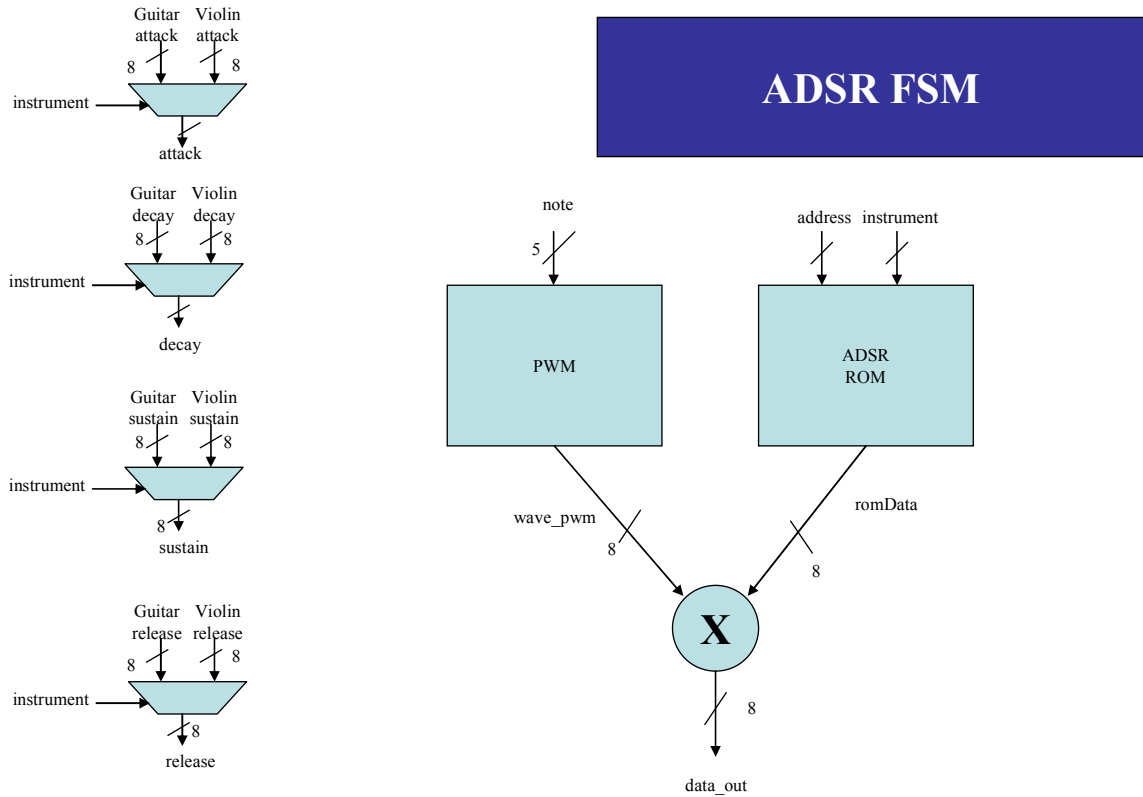 Guitar Violin
attack attack
8 8
instrument
attack
Guitar Violin
decay decay
8 8
instrument
decay
Guitar Violin
sustain sustain
8 8
instrument
8
sustain
Guitar Violin
release release
8 8
instrument
8
release
ADSR FSM
note
5
PWM
address instrument
ADSR
ROM
wave_pwm
8
romData
8
X
8
data_out